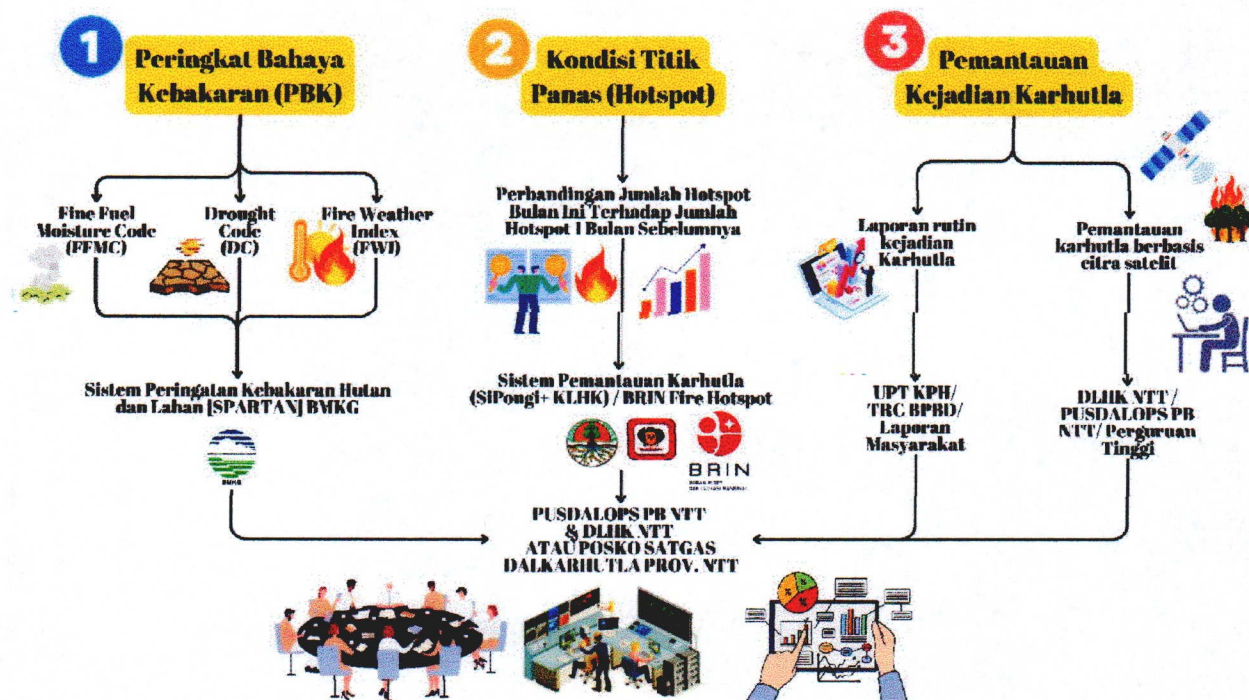 1
Peringkat Bahaya
Kebakaran (PBK)
Fine Fuel
Moisture Code
(FFMC)
Drought
Code
(DC)
Fire Weather
Index
(FWI)
Sistem Peringatan Kebakaran Hutan
dan Lahan [SPARTAN] BMKG
BMKG
2
Kondisi Titik
Panas (Hotspot)
Perbandingan Jumlah Hotspot
Bulan Ini Terhadap Jumlah
Hotspot 1 Bulan Sebelumnya
Sistem Pemantauan Karhutla
(SiPongi+ KLHK) / BRIN Fire Hotspot
BRIN
3
Pemantauan
Kejadian Karhutla
Laporan rutin
kejadian
Karhutla
UPT KPH/
TRC BPBD/
Laporan
Masyarakat
Pemantauan
karhutla berbasis
citra satelit
DLHK NTT /
PUSDALOPS PB
NTT/ Perguruan
Tinggi
PUSDALOPS PB NTT
& DLHK NTT
ATAU POSKO SATGAS
DALKARHUTLA PROV. NTT